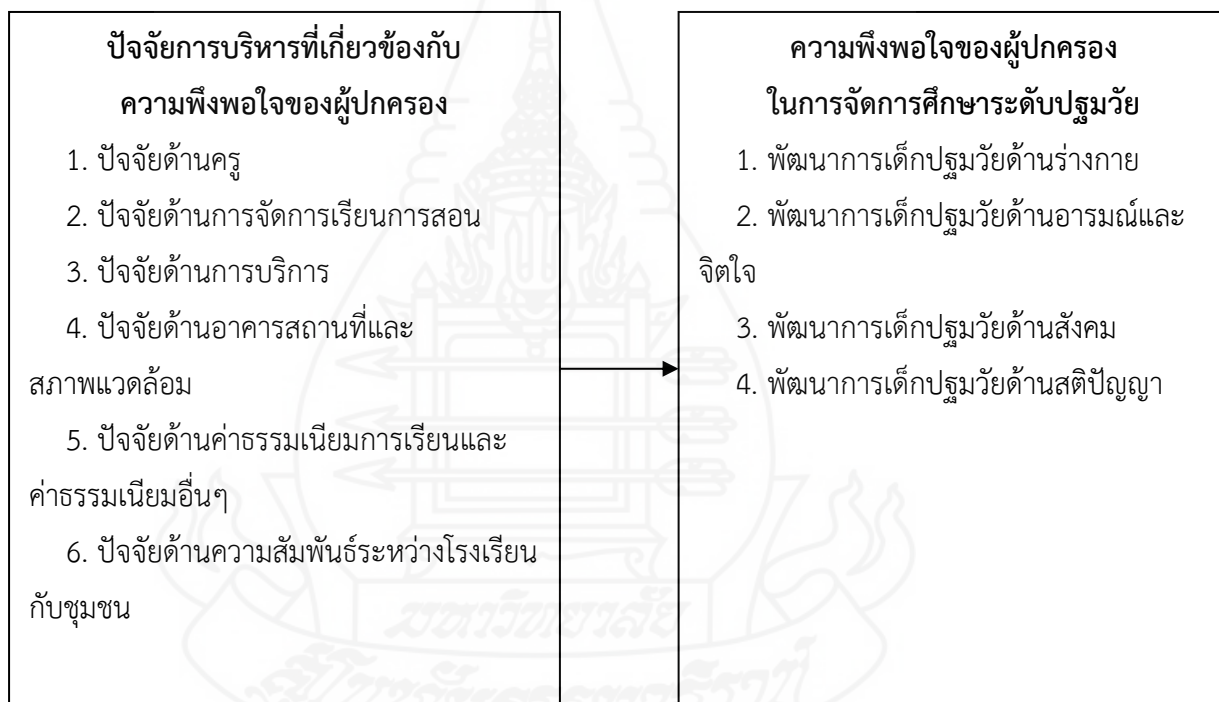 ปัจจัยการบริหารที่เกี่ยวข้องกับ
ความพึงพอใจของผู้ปกครอง
1. ปัจจัยด้านครู
2. ปัจจัยด้านการจัดการเรียนการสอน
3. ปัจจัยด้านการบริการ
4. ปัจจัยด้านอาคารสถานที่และ
สภาพแวดล้อม
5. ปัจจัยด้านค่าธรรมเนียมการเรียนและ
ค่าธรรมเนียมอื่นๆ
6. ปัจจัยด้านความสัมพันธ์ระหว่างโรงเรียน
กับชุมชน
ความพึงพอใจของผู้ปกครอง
ในการจัดการศึกษาระดับปฐมวัย
1. พัฒนาการเด็กปฐมวัยด้านร่างกาย
2. พัฒนาการเด็กปฐมวัยด้านอารมณ์และ
จิตใจ
3. พัฒนาการเด็กปฐมวัยด้านสังคม
4. พัฒนาการเด็กปฐมวัยด้านสติปัญญา
มหาวิทยาลัย